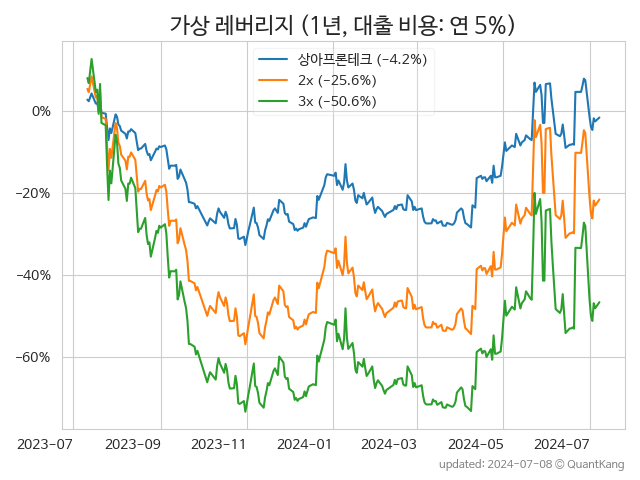 가상 레버리지 (1년, 대출 비용: 연 5%)
상아프론테크 (−4.2%)
2x (−25.6%)
3x (−50.6%)
0%
−20%
−40%
−60%
2023-07 2023-09 2023-11 2024-01 2024-03 2024-05 2024-07
updated: 2024-07-08 © QuantKang